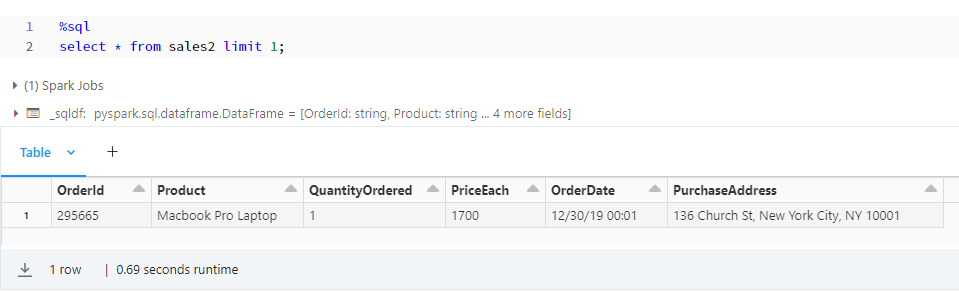 1 %sql
2 select * from sales2 limit 1;
(1) Spark Jobs
_sqldf: pyspark.sql.dataframe.DataFrame = [OrderId: string, Product: string ... 4 more fields]
Table +
OrderId Product QuantityOrdered PriceEach OrderDate PurchaseAddress
1 295665 Macbook Pro Laptop 1 1700 12/30/19 00:01 136 Church St, New York City, NY 10001
1 row | 0.69 seconds runtime